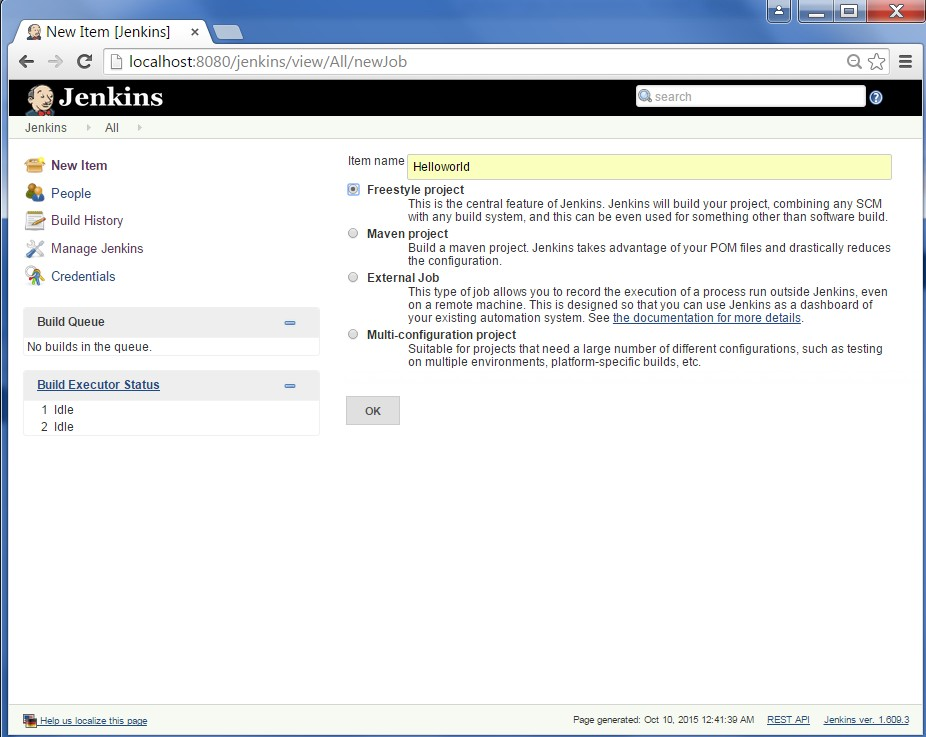 New Item [Jenkins]
localhost:8080/jenkins/view/All/newJob
Jenkins
search
Jenkins
All
New Item
People
Build History
Manage Jenkins
Credentials
Build Queue
No builds in the queue.
Build Executor Status
1 Idle
2 Idle
Item name Helloworld
Freestyle project
This is the central feature of Jenkins. Jenkins will build your project, combining any SCM
with any build system, and this can be even used for something other than software build.
Maven project
Build a maven project. Jenkins takes advantage of your POM files and drastically reduces
the configuration.
External Job
This type of job allows you to record the execution of a process run outside Jenkins, even
on a remote machine. This is designed so that you can use Jenkins as a dashboard of
your existing automation system. See the documentation for more details.
Multi-configuration project
Suitable for projects that need a large number of different configurations, such as testing
on multiple environments, platform-specific builds, etc.
OK
Help us localize this page
Page generated: Oct 10, 2015 12:41:39 AM REST API Jenkins ver. 1.609.3